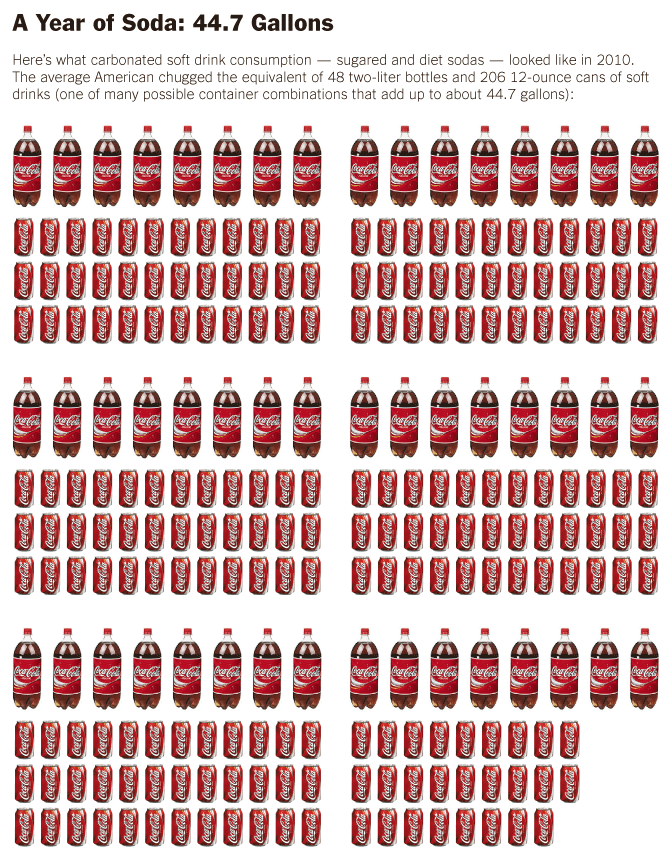 A Year of Soda: 44.7 Gallons
Here's what carbonated soft drink consumption — sugared and diet sodas — looked like in 2010.
The average American chugged the equivalent of 48 two-liter bottles and 206 12-ounce cans of soft
drinks (one of many possible container combinations that add up to about 44.7 gallons):
Coca-Cola